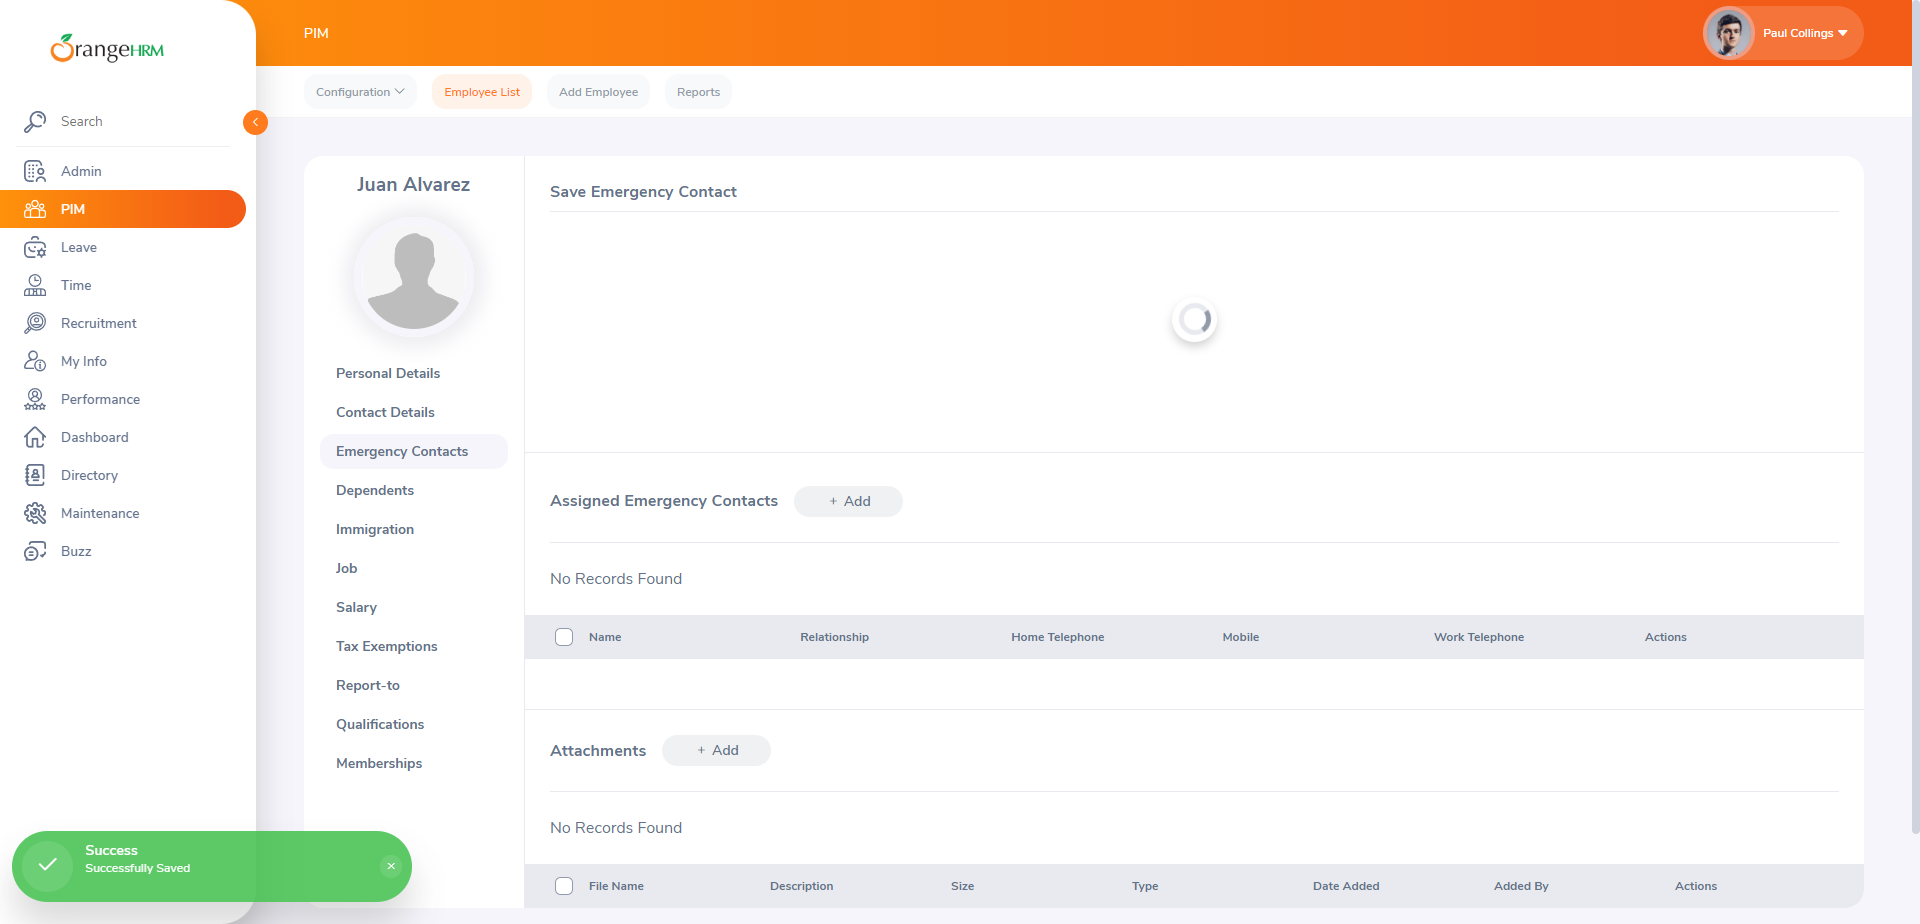 OrangeHRM
Search
Admin
PIM
Leave
Time
Recruitment
My Info
Performance
Dashboard
Directory
Maintenance
Buzz
PIM
Paul Collings
Configuration
Employee List
Add Employee
Reports
Juan Alvarez
Personal Details
Contact Details
Emergency Contacts
Dependents
Immigration
Job
Salary
Tax Exemptions
Report-to
Qualifications
Memberships
Save Emergency Contact
Assigned Emergency Contacts + Add
No Records Found
Name Relationship Home Telephone Mobile Work Telephone Actions
Attachments + Add
No Records Found
File Name Description Size Type Date Added Added By Actions
Success
Successfully Saved